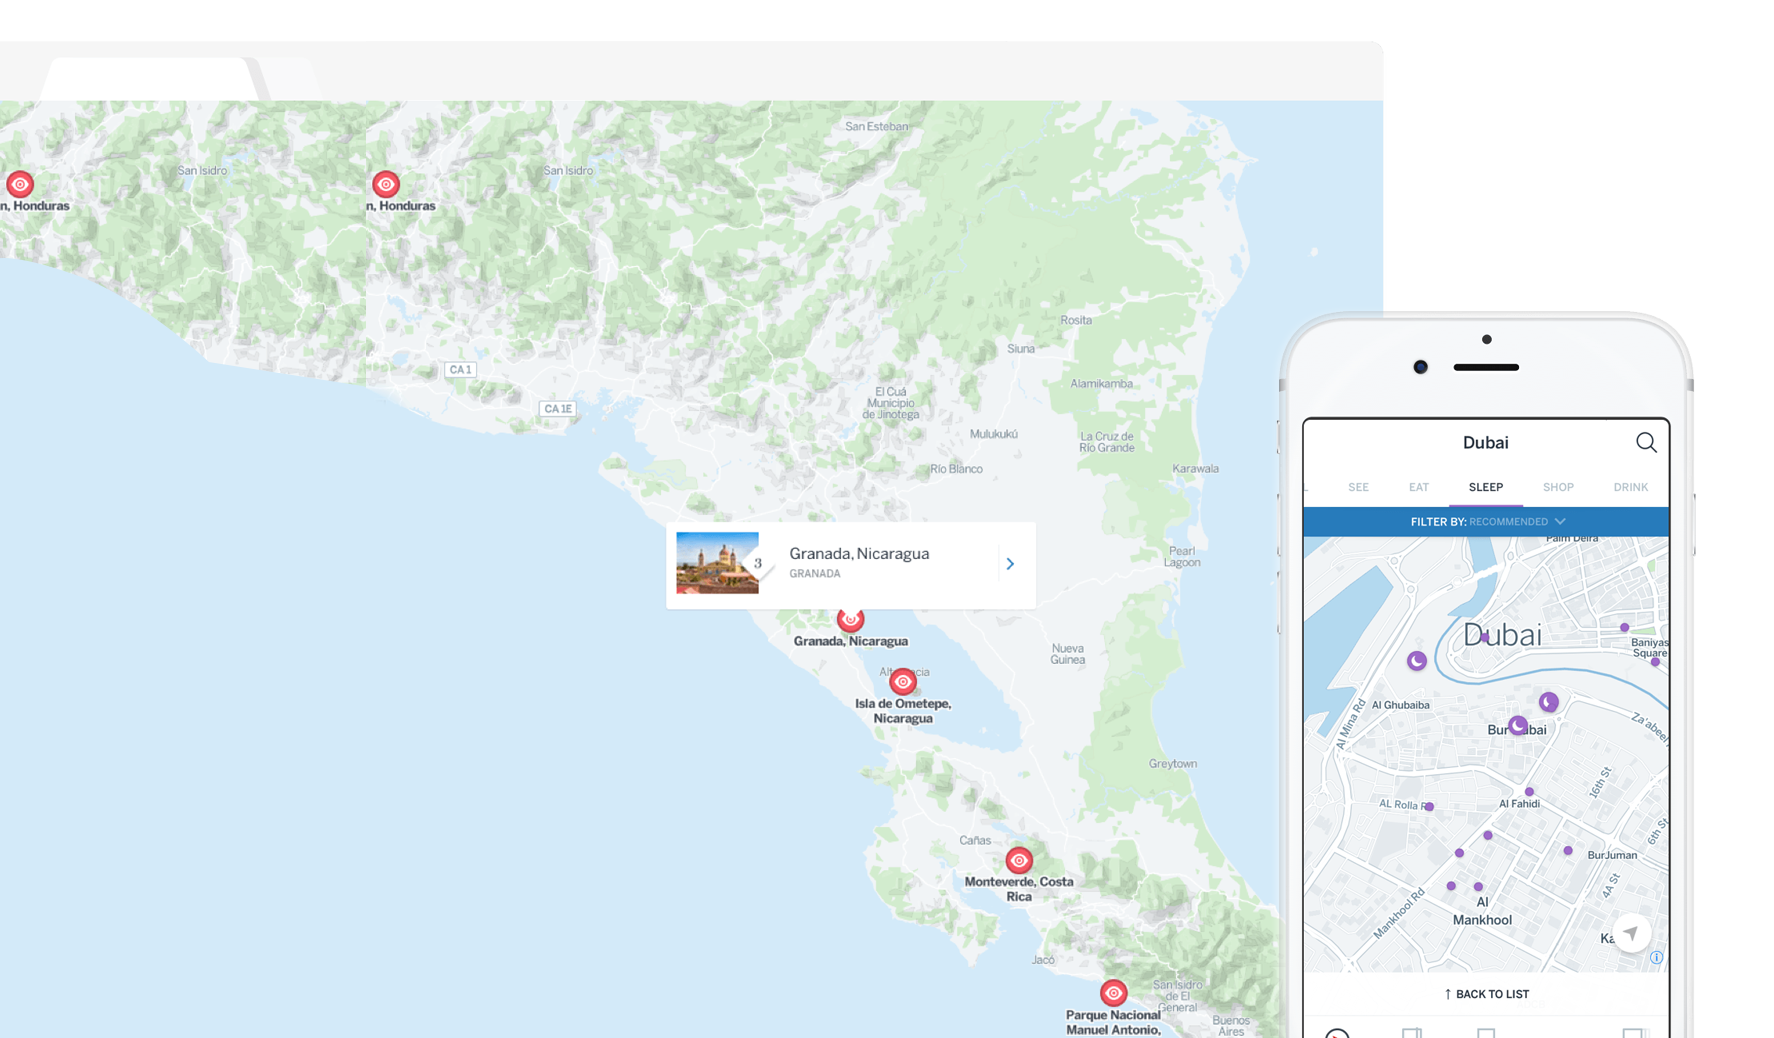 San Esteban
San Isidro
San Isidro
n, Honduras
n, Honduras
Rosita
Siuna
CA 1
Alamikamba
El Cuá
Municipio
de Jinotega
CA 1E
Mulukukú
La Cruz de
Río Grande
Río Blanco
Karawala
3
Granada, Nicaragua
GRANADA
Pearl
Lagoon
Granada, Nicaragua
Nueva
Guinea
Isla de Ometepe,
Nicaragua
Greytown
Cañas
Monteverde, Costa
Rica
Jacó
San Isidro
de El
General
Parque Nacional
Manuel Antonio,
Buenos
Aires
Dubai
SEE
EAT
SLEEP
SHOP
DRINK
FILTER BY: RECOMMENDED
Palm Deira
Dubai
Baniyas
Square
Al Ghubaiba
Al Mina Rd
Za'abeel
16th St
AL Rolla
Al Fahidi
6th St
BurJuman
4A St
Mankhool Rd
Al
Mankhool
↑ BACK TO LIST